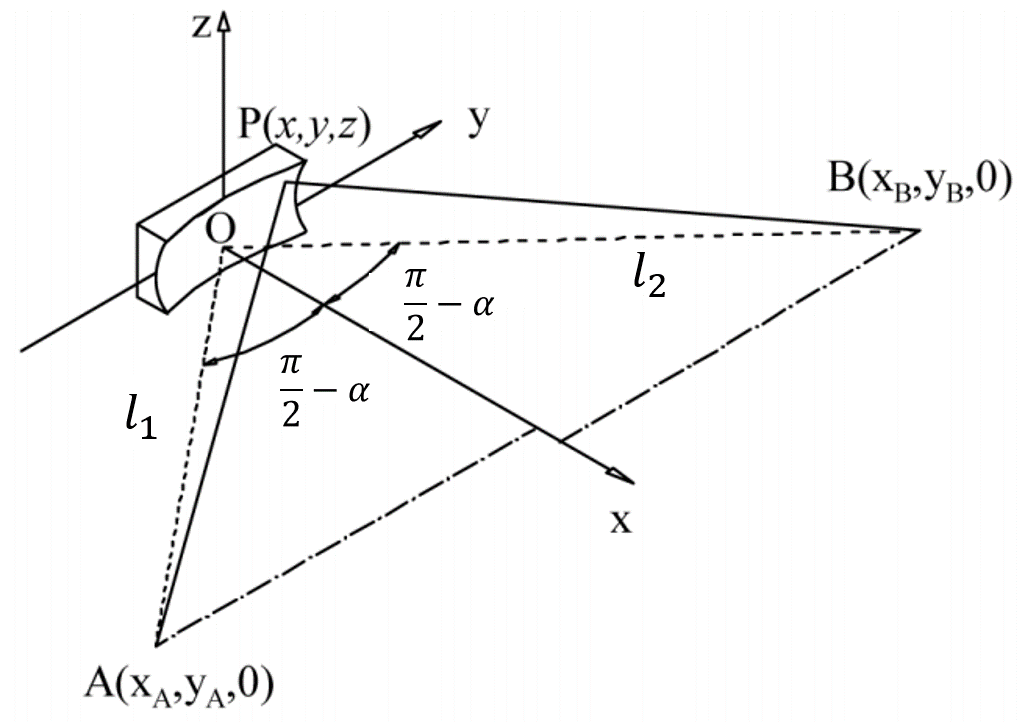 z
P(x,y,z)
y
B(x_B,y_B,0)
O
l_2
π/2 − α
π/2 − α
l_1
x
A(x_A,y_A,0)